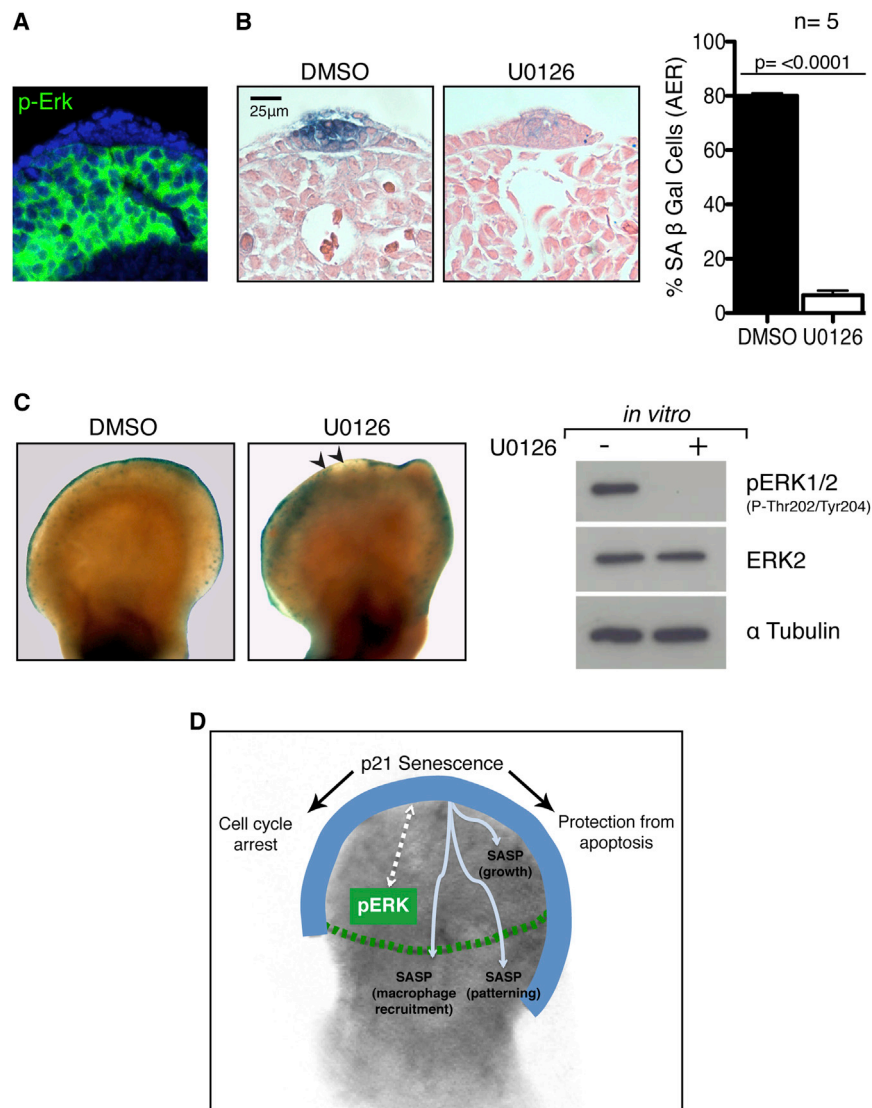 A
p-Erk
B
DMSO
25μm
U0126
n= 5
p= <0.0001
% SA β Gal Cells (AER)
100
80
60
40
20
0
DMSO U0126
C
DMSO
U0126
in vitro
U0126 - +
pERK1/2
(P-Thr202/Tyr204)
ERK2
α Tubulin
D
p21 Senescence
Cell cycle
arrest
Protection from
apoptosis
SASP
(growth)
pERK
SASP
(macrophage
recruitment)
SASP
(patterning)